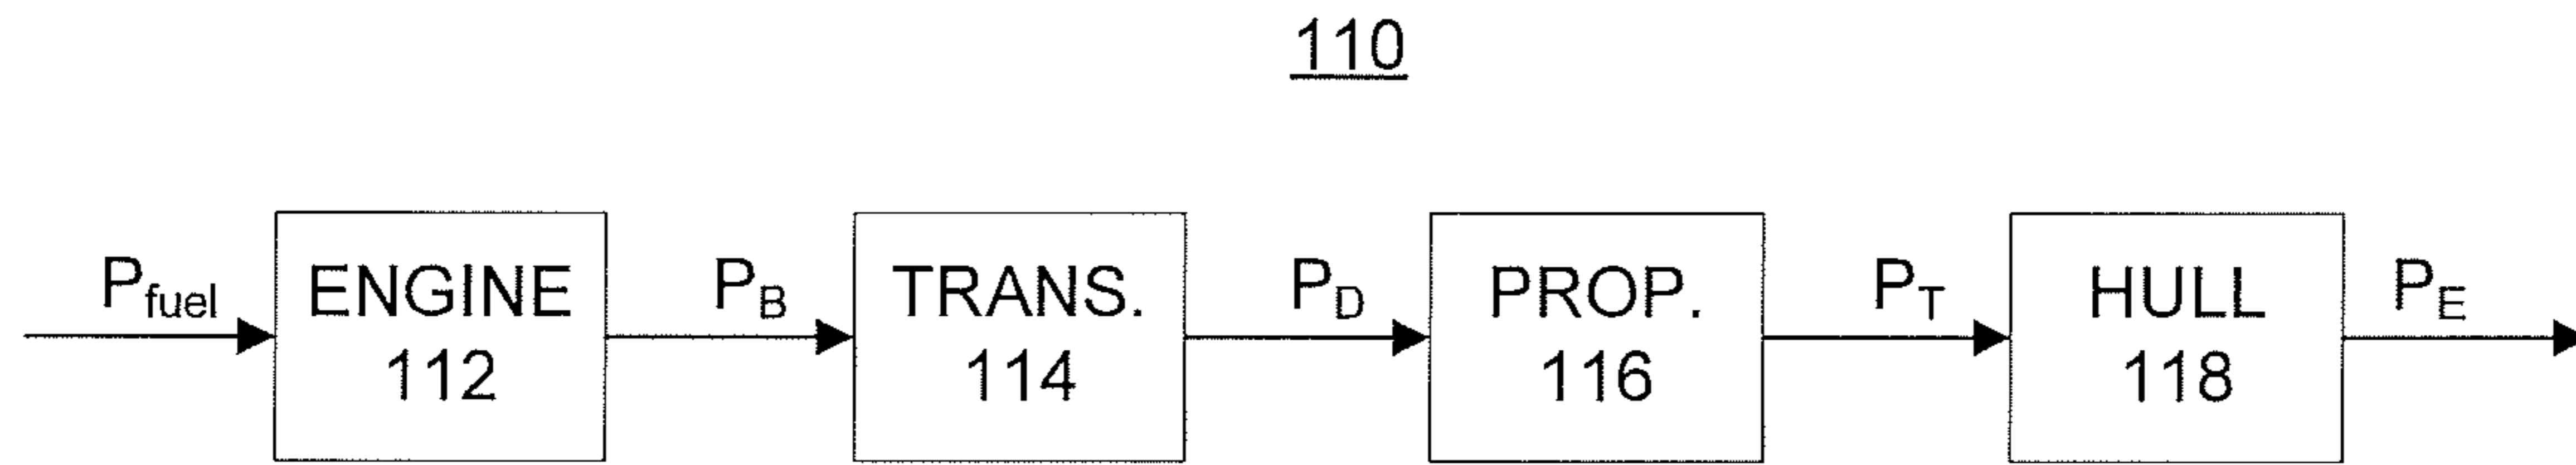 110
P_fuel
ENGINE
112
P_B
TRANS.
114
P_D
PROP.
116
P_T
HULL
118
P_E